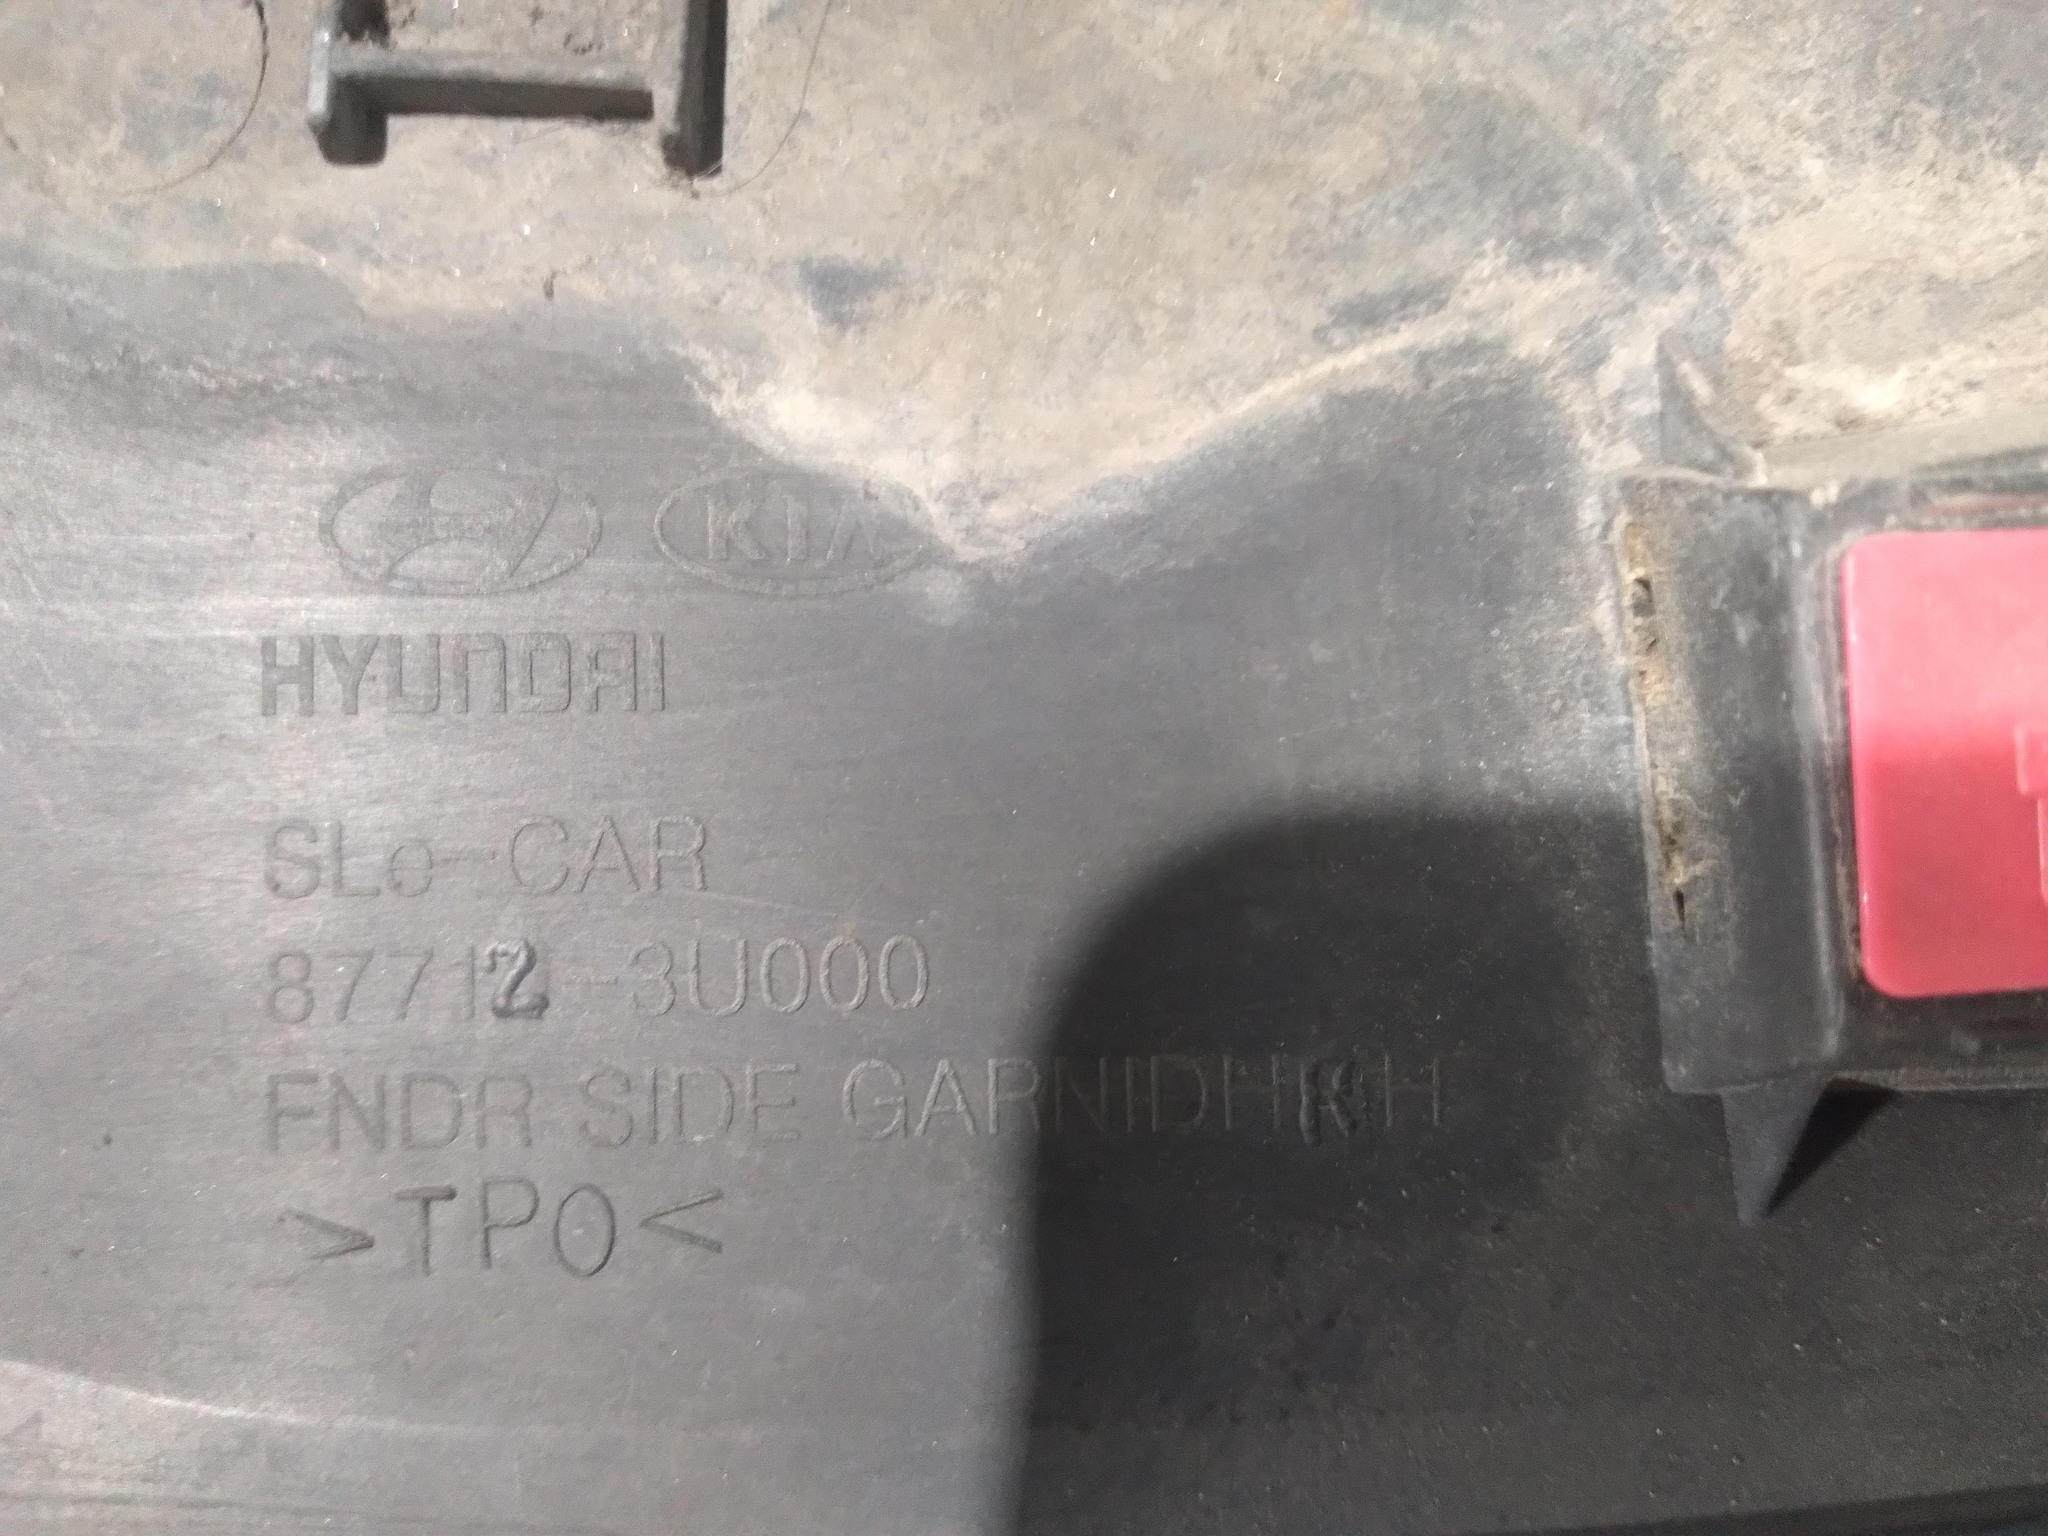 KIA
HYUNDAI
SLe-CAR
87712-3U000
FNDR SIDE GARNIDH RH
>TPO<